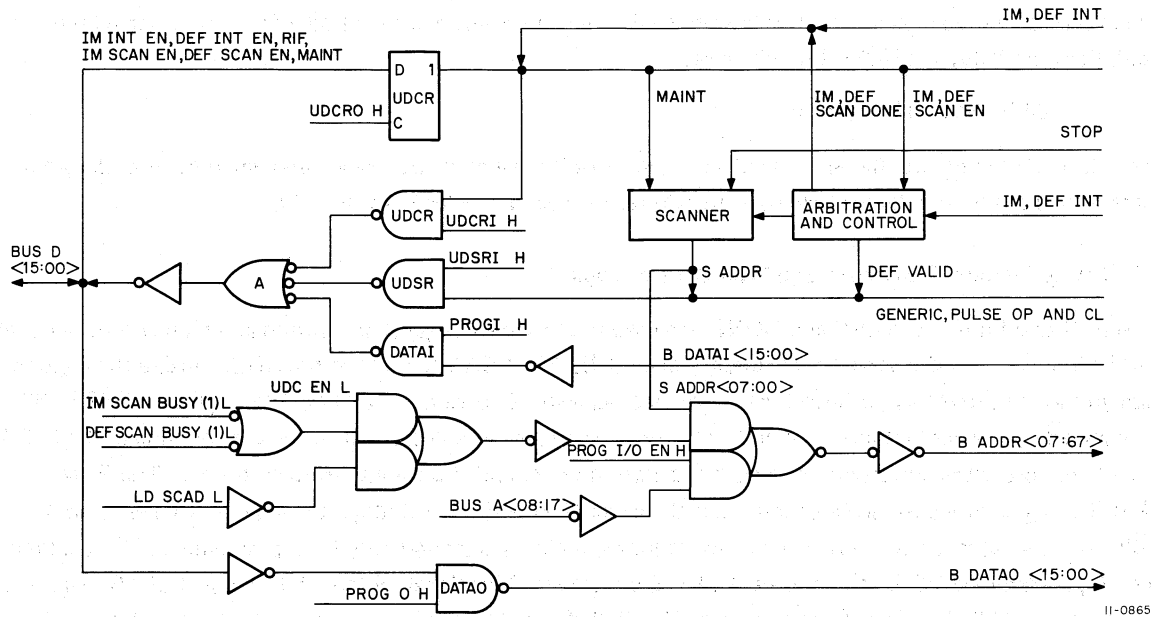 IM, DEF INT
IM INT EN, DEF INT EN, RIF,
IM SCAN EN, DEF SCAN EN, MAINT
D 1
UDCR
C
UDCRO H
MAINT
IM, DEF
SCAN DONE
IM, DEF
SCAN EN
STOP
UDCR
UDCRI H
SCANNER
ARBITRATION
AND CONTROL
IM, DEF INT
BUS D
<15:00>
A
UDSRI H
UDSR
S ADDR
DEF VALID
GENERIC, PULSE OP AND CL
PROGI H
DATAI
B DATAI <15:00>
UDC EN L
S ADDR<07:00>
IM SCAN BUSY (1) L
DEF SCAN BUSY (1) L
PROG I/O EN H
B ADDR<07:67>
LD SCAD L
BUS A<08:17>
B DATAO <15:00>
PROG O H
DATAO
11-0865